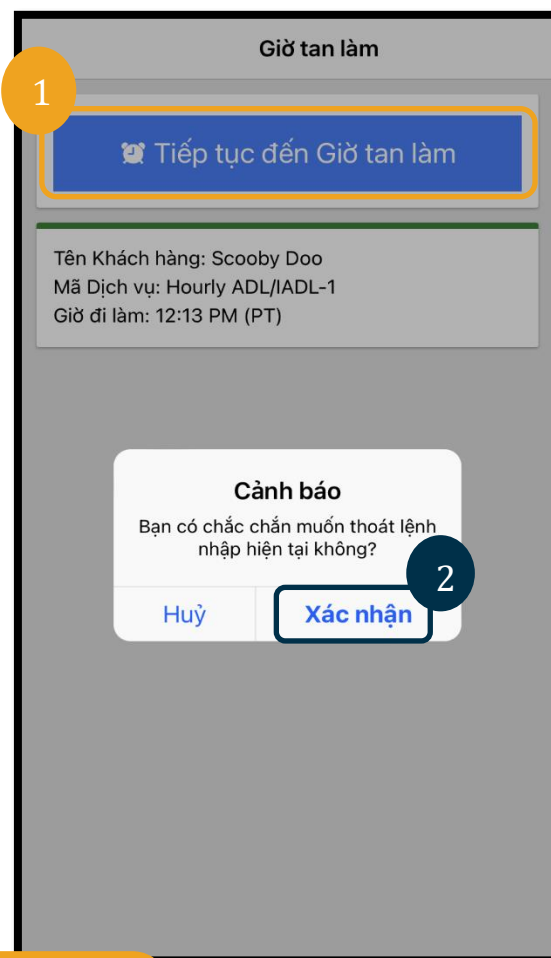 Giờ tan làm
1
Tiếp tục đến Giờ tan làm
Tên Khách hàng: Scooby Doo
Mã Dịch vụ: Hourly ADL/IADL-1
Giờ đi làm: 12:13 PM (PT)
Cảnh báo
Bạn có chắc chắn muốn thoát lệnh
nhập hiện tại không?
2
Huỷ
Xác nhận